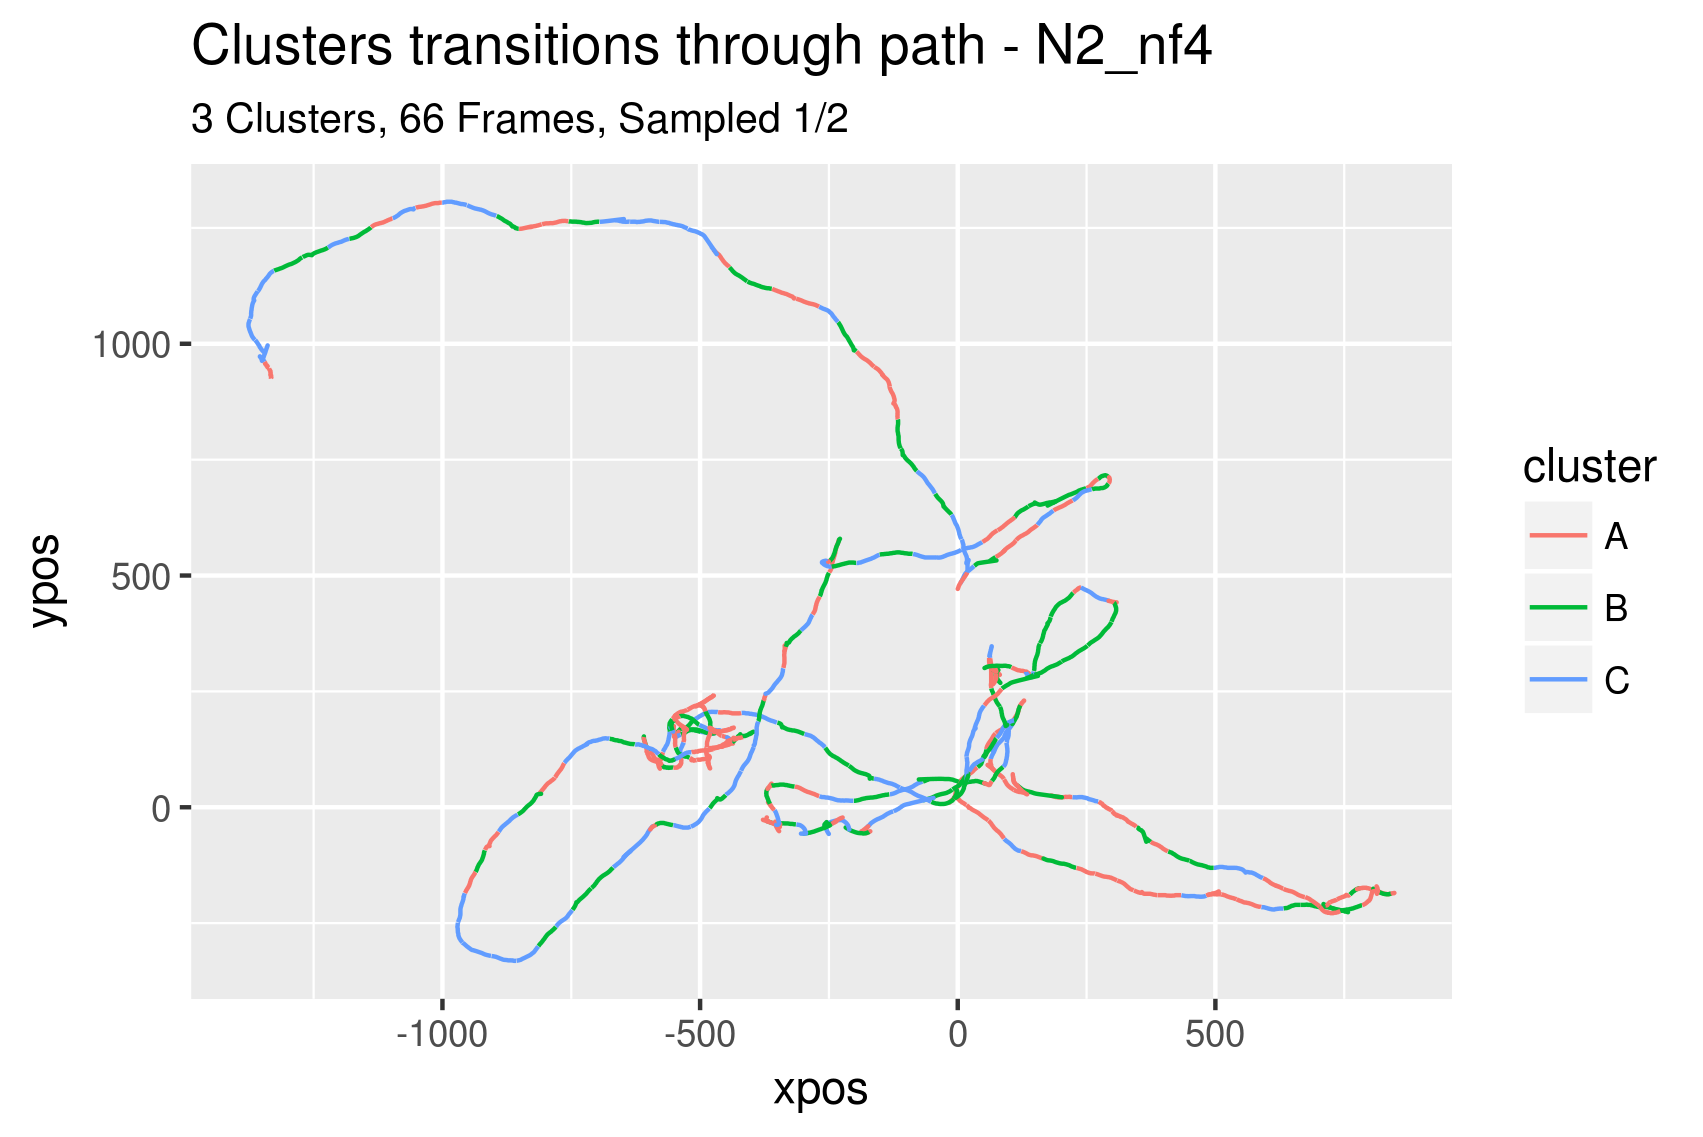 Clusters transitions through path - N2_nf4
3 Clusters, 66 Frames, Sampled 1/2
ypos
1000
500
0
-1000
-500
0
500
xpos
cluster
A
B
C